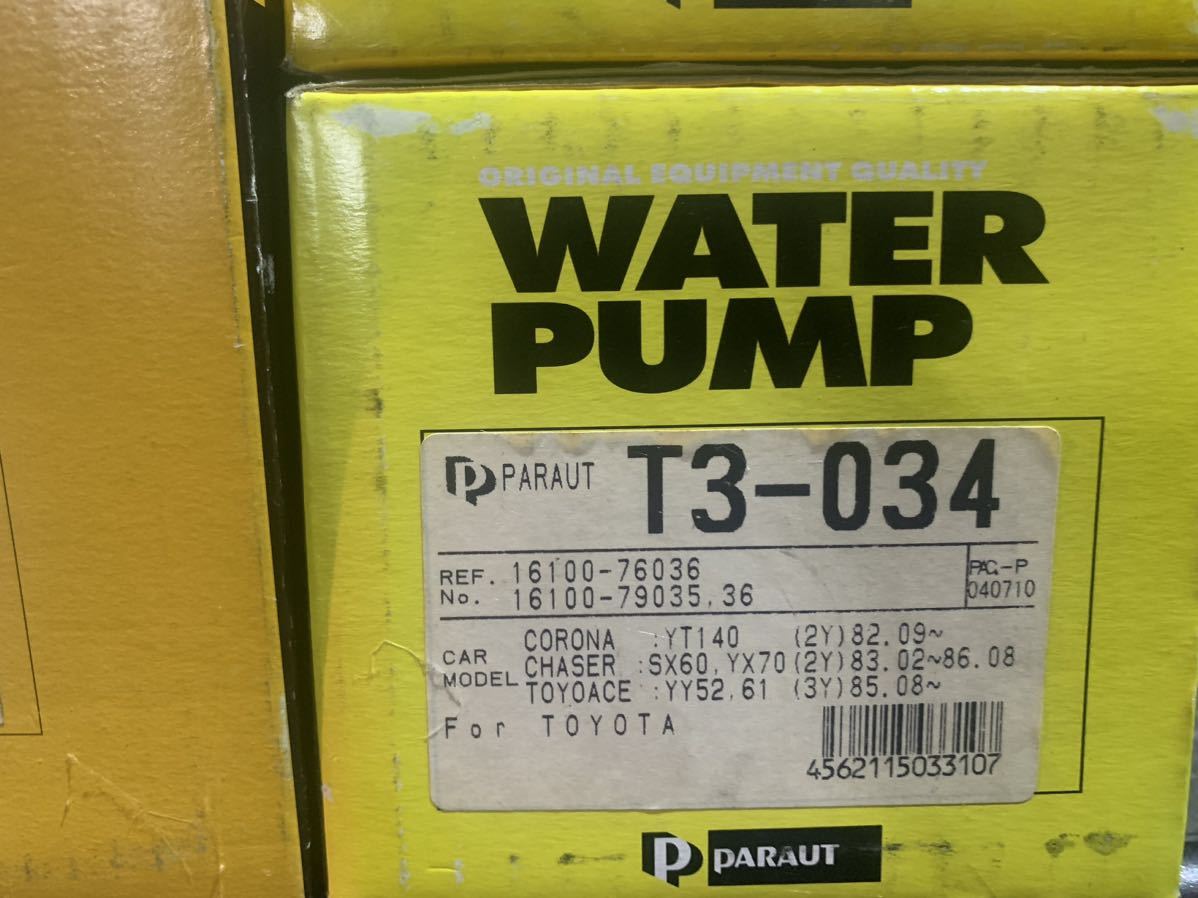 ORIGINAL EQUIPMENT QUALITY
WATER
PUMP
PARAUT T3-034
REF. 16100-76036
No. 16100-79035,36
PAC.-P
040710
CAR MODEL
CORONA :YT140 (2Y)82.09~
CHASER :SX60,YX70(2Y)83.02~86.08
TOYOACE :YY52,61 (3Y)85.08~
For TOYOTA
4562115033107
PARAUT